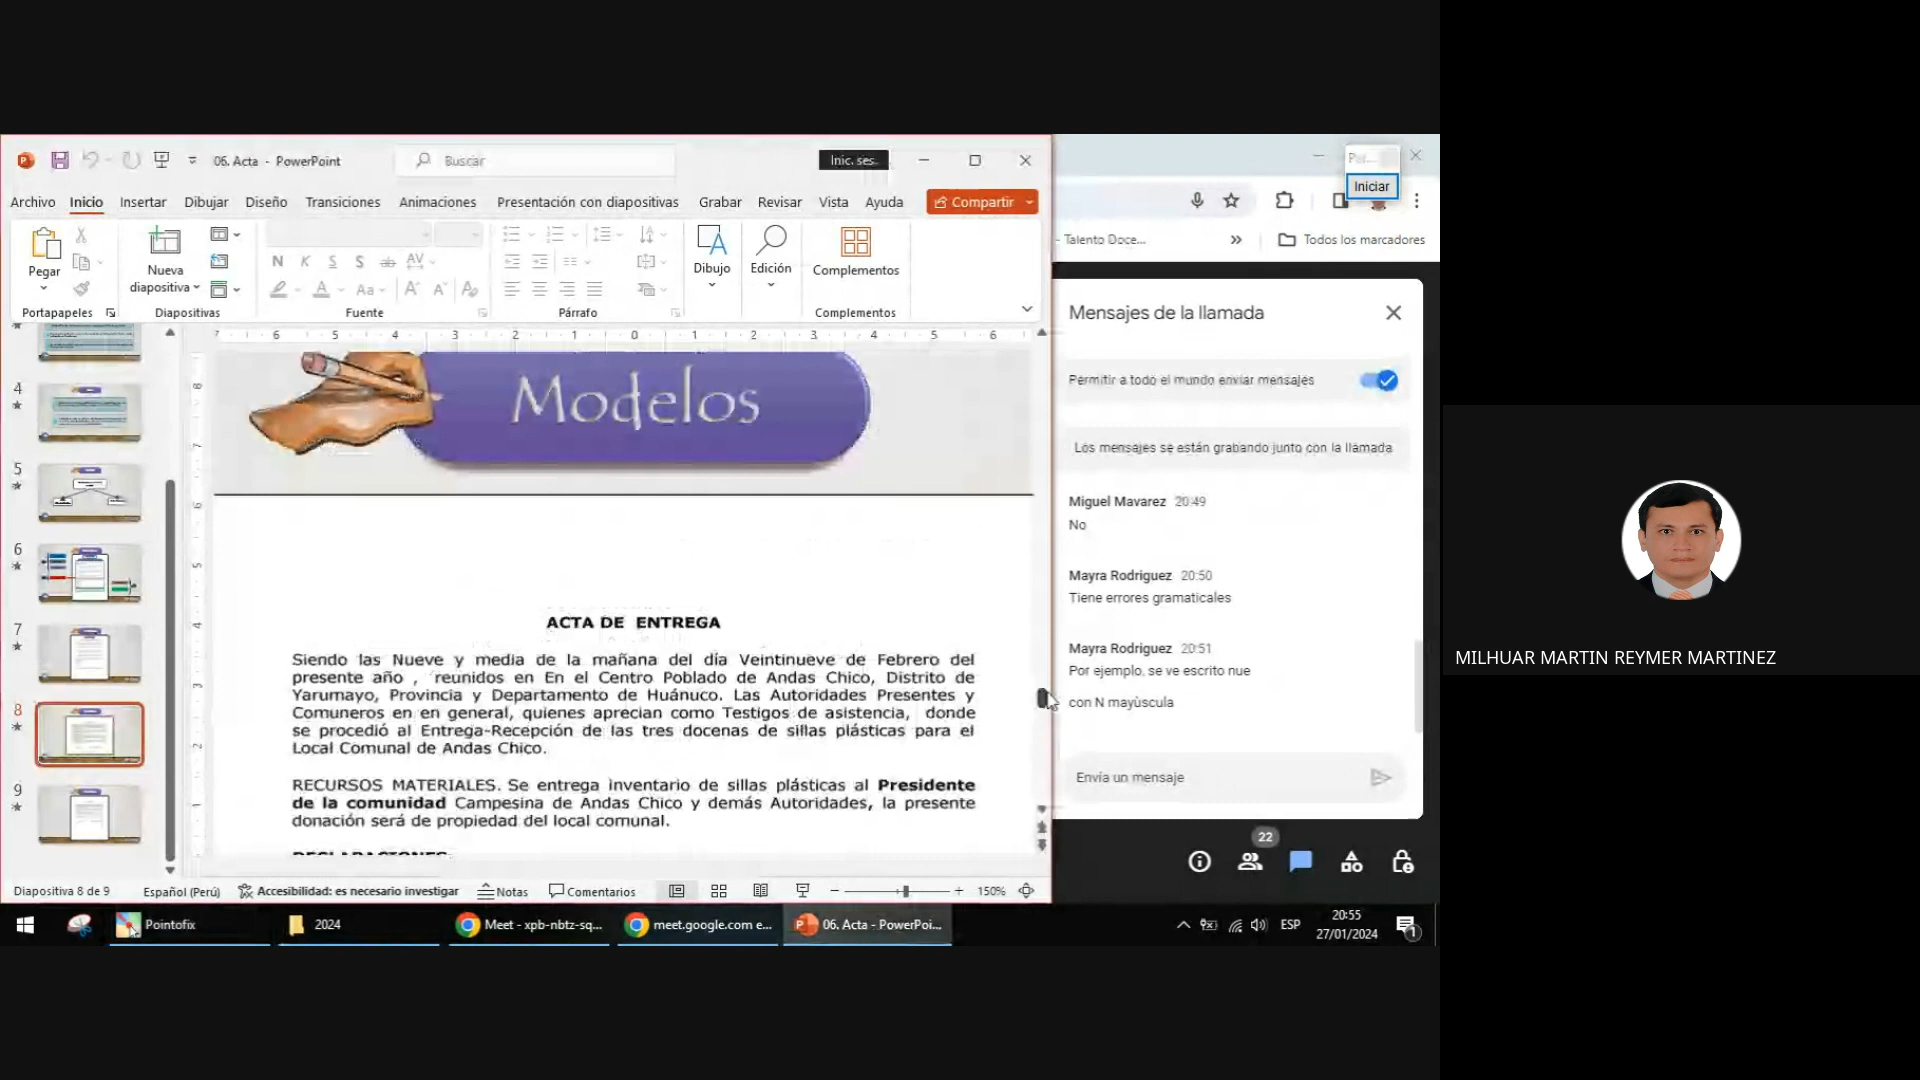 06. Acta - PowerPoint
Buscar
Inic. ses.
Archivo Inicio Insertar Dibujar Diseño Transiciones Animaciones Presentación con diapositivas Grabar Revisar Vista Ayuda Compartir
Pegar
Nueva
diapositiva
Dibujo
Edición
Complementos
Portapapeles
Diapositivas
Fuente
Párrafo
Complementos
4
5
6
7
8
9
Modelos
ACTA DE ENTREGA
Siendo las Nueve y media de la mañana del día Veintinueve de Febrero del
presente año , reunidos en En el Centro Poblado de Andas Chico, Distrito de
Yarumayo, Provincia y Departamento de Huánuco. Las Autoridades Presentes y
Comuneros en en general, quienes aprecian como Testigos de asistencia, donde
se procedió al Entrega-Recepción de las tres docenas de sillas plásticas para el
Local Comunal de Andas Chico.
RECURSOS MATERIALES. Se entrega inventario de sillas plásticas al Presidente
de la comunidad Campesina de Andas Chico y demás Autoridades, la presente
donación será de propiedad del local comunal.
Diapositiva 8 de 9
Español (Perú)
Accesibilidad: es necesario investigar
Notas
Comentarios
150%
Iniciar
- Talento Doce...
Todos los marcadores
Mensajes de la llamada
Permitir a todo el mundo enviar mensajes
Los mensajes se están grabando junto con la llamada
Miguel Mavarez 20:49
No
Mayra Rodriguez 20:50
Tiene errores gramaticales
Mayra Rodriguez 20:51
Por ejemplo, se ve escrito nue
con N mayúscula
Envía un mensaje
22
MILHUAR MARTIN REYMER MARTINEZ
Pointofix
2024
Meet - xpb-nbtz-sq...
meet.google.com e...
06. Acta - PowerPoi...
ESP
20:55
27/01/2024
1